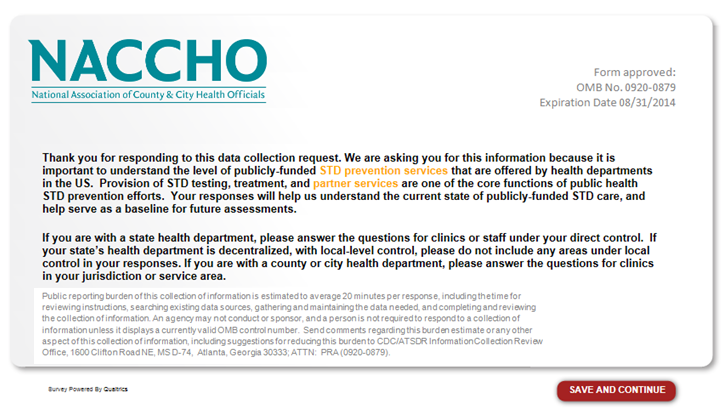 NACCHO
National Association of County & City Health Officials
Form approved:
OMB No. 0920-0879
Expiration Date 08/31/2014
Thank you for responding to this data collection request. We are asking you for this information because it is
important to understand the level of publicly-funded STD prevention services that are offered by health departments
in the US.  Provision of STD testing, treatment, and partner services are one of the core functions of public health
STD prevention efforts.  Your responses will help us understand the current state of publicly-funded STD care, and
help serve as a baseline for future assessments.
If you are with a state health department, please answer the questions for clinics or staff under your direct control.  If
your state's health department is decentralized, with local-level control, please do not include any areas under local
control in your responses. If you are with a county or city health department, please answer the questions for clinics
in your jurisdiction or service area.
Public reporting burden of this collection of information is estimated to average 20 minutes per response, including the time for
reviewing instructions, searching existing data sources, gathering and maintaining the data needed, and completing and reviewing
the collection of information. An agency may not conduct or sponsor, and a person is not required to respond to a collection of
information unless it displays a currently valid OMB control number.  Send comments regarding this burden estimate or any other
aspect of this collection of information, including suggestions for reducing this burden to CDC/ATSDR Information Collection Review
Office, 1600 Clifton Road NE, MS D-74,  Atlanta, Georgia 30333; ATTN:  PRA (0920-0879).
Survey Powered By Qualtrics
SAVE AND CONTINUE